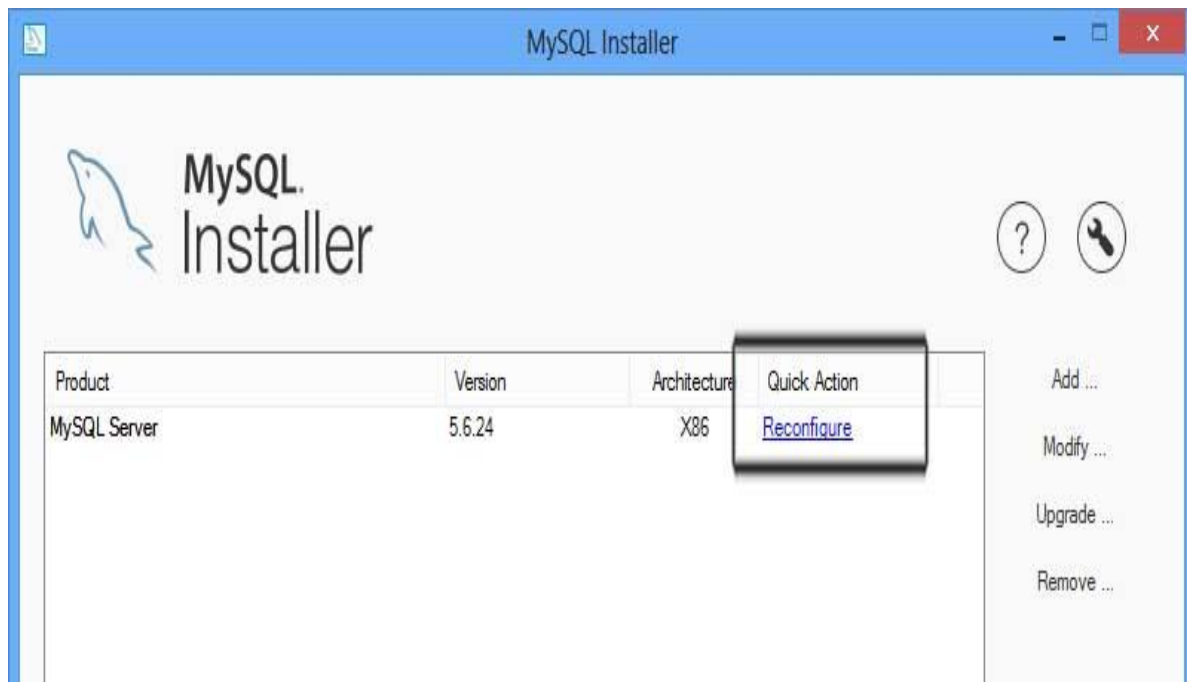 MySQL Installer
X
MySQL.
Installer
?
Product Version Architecture Quick Action
MySQL Server 5.6.24 X86 Reconfigure
Add ...
Modify ...
Upgrade ...
Remove ...